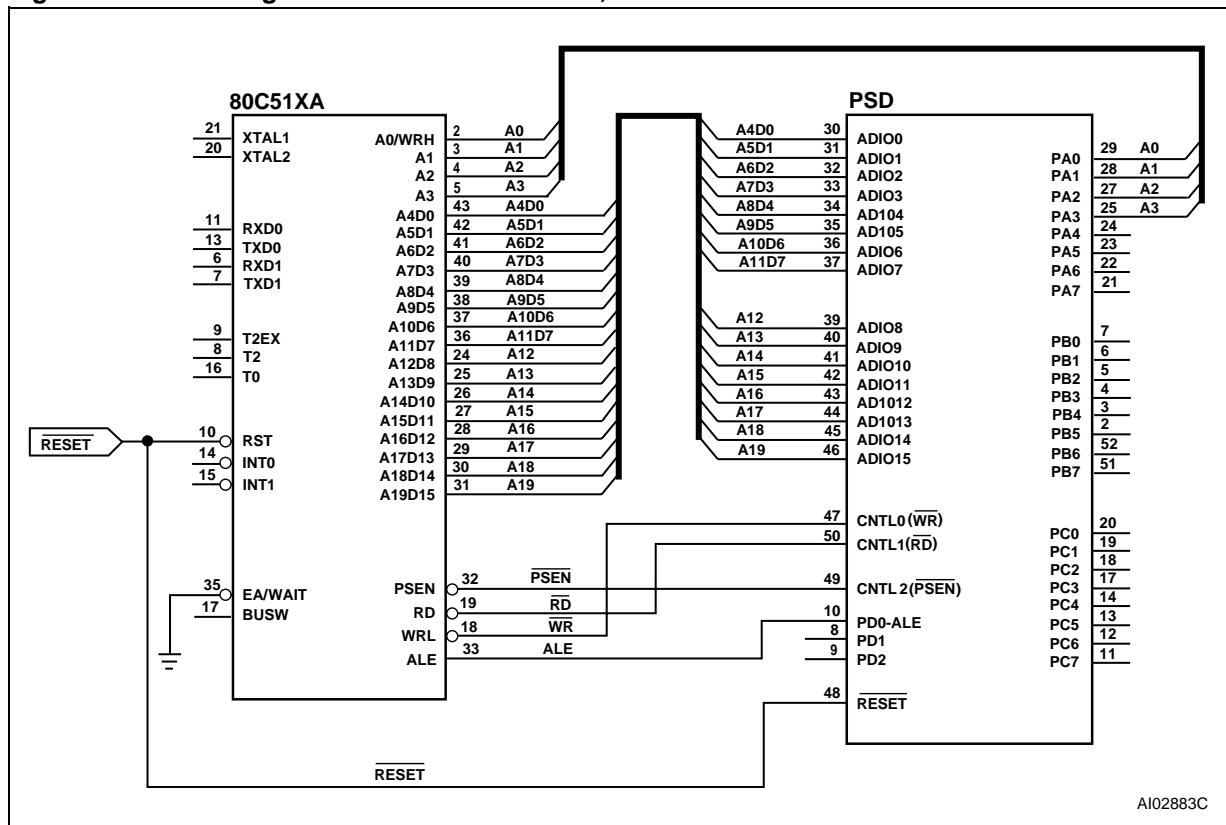 80C51XA
21 XTAL1
20 XTAL2
11 RXD0
13 TXD0
6 RXD1
7 TXD1
9 T2EX
8 T2
16 T0
RESET
10 RST
14 INT0
15 INT1
35 EA/WAIT
17 BUSW
A0/WRH 2 A0
A1 3 A1
A2 4 A2
A3 5 A3
A4D0 43 A4D0
A5D1 42 A5D1
A6D2 41 A6D2
A7D3 40 A7D3
A8D4 39 A8D4
A9D5 38 A9D5
A10D6 37 A10D6
A11D7 36 A11D7
A12D8 24 A12
A13D9 25 A13
A14D10 26 A14
A15D11 27 A15
A16D12 28 A16
A17D13 29 A17
A18D14 30 A18
A19D15 31 A19
PSEN 32 PSEN
RD 19 RD
WRL 18 WR
ALE 33 ALE
RESET
PSD
A4D0 30 ADIO0
A5D1 31 ADIO1
A6D2 32 ADIO2
A7D3 33 ADIO3
A8D4 34 AD104
A9D5 35 AD105
A10D6 36 ADIO6
A11D7 37 ADIO7
A12 39 ADIO8
A13 40 ADIO9
A14 41 ADIO10
A15 42 ADIO11
A16 43 AD1012
A17 44 AD1013
A18 45 ADIO14
A19 46 ADIO15
47 CNTL0(WR)
50 CNTL1(RD)
49 CNTL2(PSEN)
10 PD0-ALE
8 PD1
9 PD2
48 RESET
PA0 29 A0
PA1 28 A1
PA2 27 A2
PA3 25 A3
PA4 24
PA5 23
PA6 22
PA7 21
PB0 7
PB1 6
PB2 5
PB3 4
PB4 3
PB5 2
PB6 52
PB7 51
PC0 20
PC1 19
PC2 18
PC3 17
PC4 14
PC5 13
PC6 12
PC7 11
AI02883C